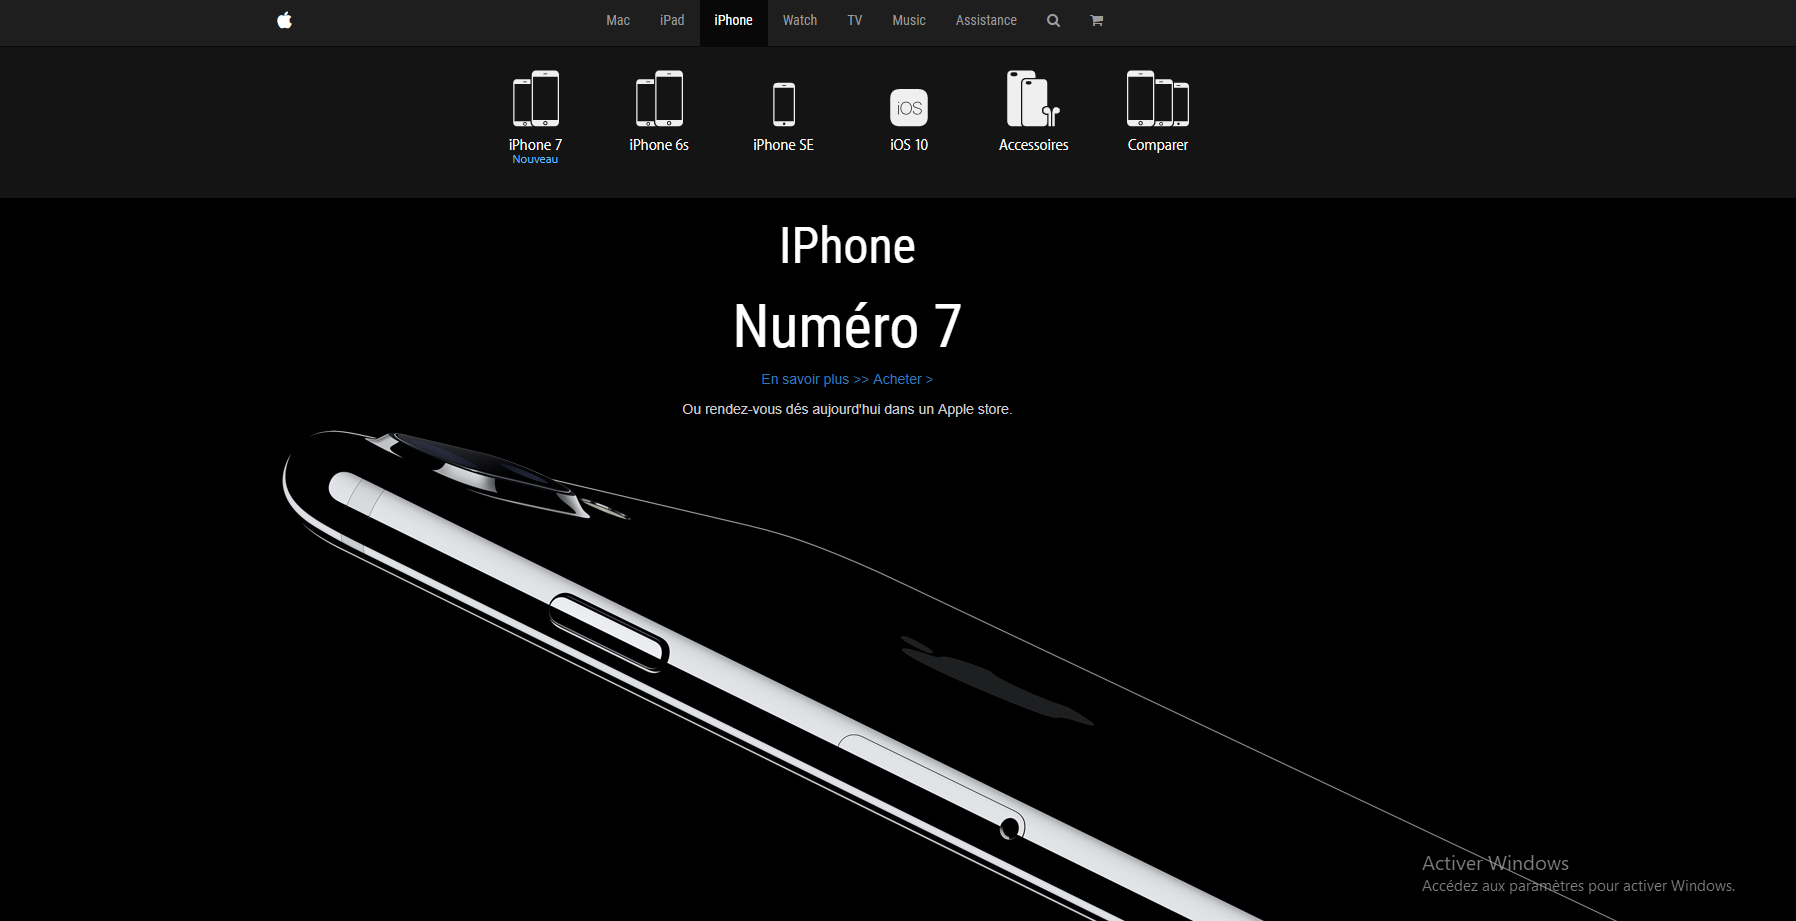 Mac iPad iPhone Watch TV Music Assistance
iOS
iPhone 7 iPhone 6s iPhone SE iOS 10 Accessoires Comparer
Nouveau
IPhone
Numéro 7
En savoir plus >> Acheter >
Ou rendez-vous dés aujourd'hui dans un Apple store.
Activer Windows
Accédez aux paramètres pour activer Windows.